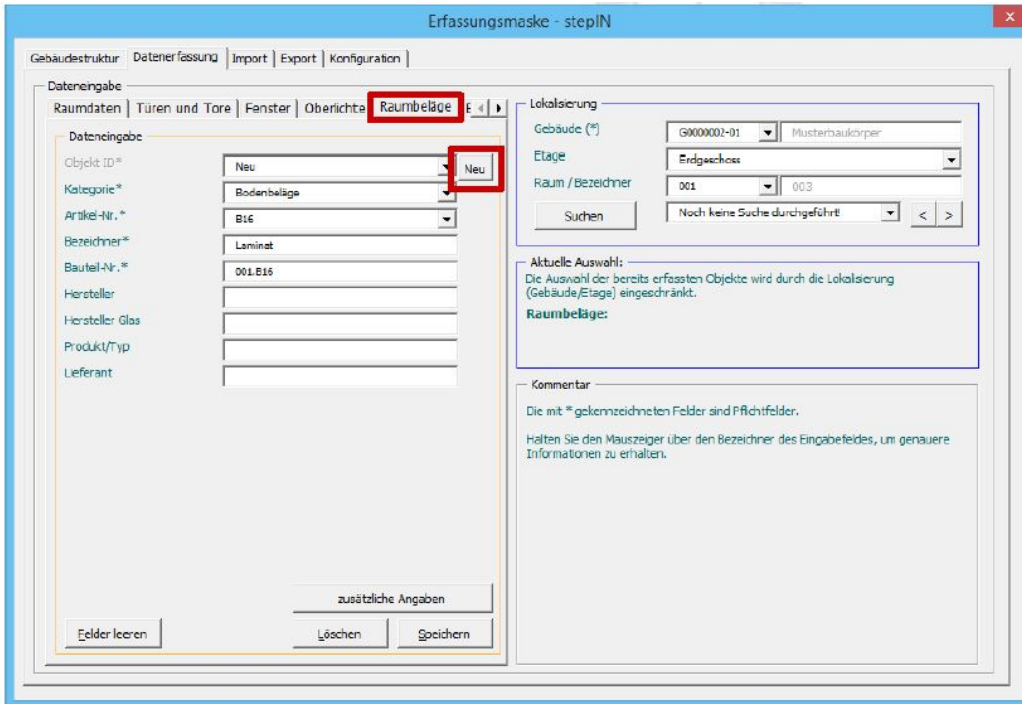 Erfassungsmaske - stepIN
x
Gebäudestruktur Datenerfassung Import Export Konfiguration
Dateneingabe
Raumdaten Türen und Tore Fenster Oberlichte Raumbeläge
Dateneingabe
Objekt ID* Neu Neu
Kategorie* Bodenbeläge
Artikel-Nr.* B16
Bezeichner* Laminat
Bauteil-Nr.* 001.B16
Hersteller
Hersteller Glas
Produkt/Typ
Lieferant
zusätzliche Angaben
Felder leeren Löschen Speichern
Lokalisierung
Gebäude (*) G0000002-01 Musterbaukörper
Etage Erdgeschoss
Raum / Bezeichner 001 003
Suchen Noch keine Suche durchgeführt! < >
Aktuelle Auswahl:
Die Auswahl der bereits erfassten Objekte wird durch die Lokalisierung
(Gebäude/Etage) eingeschränkt.
Raumbeläge:
Kommentar
Die mit * gekennzeichneten Felder sind Pflichtfelder.
Halten Sie den Mauszeiger über den Bezeichner des Eingabefeldes, um genauere
Informationen zu erhalten.